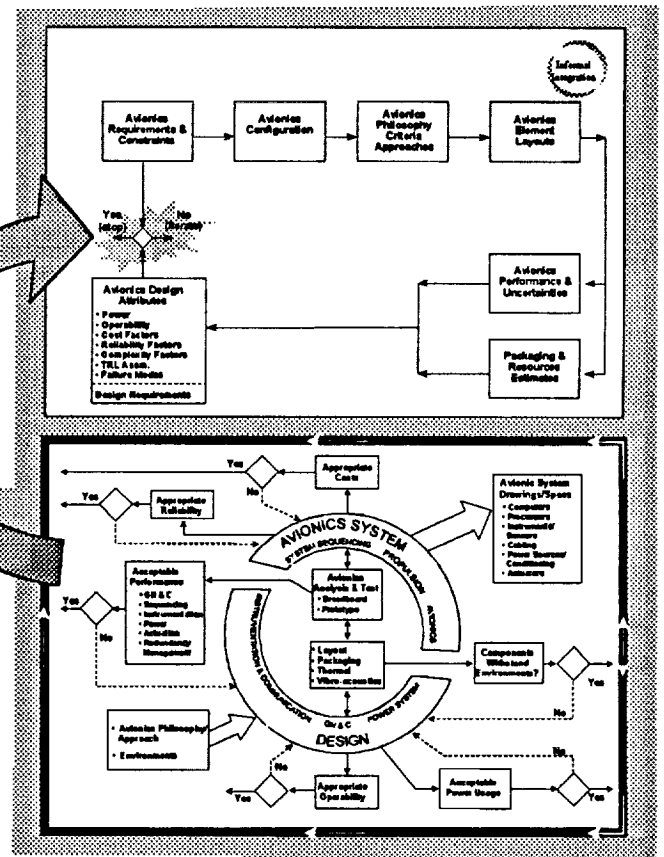 Informal
Integration
Avionics
Requirements &
Constraints
Avionics
Configuration
Avionics
Philosophy
Criteria
Approaches
Avionics
Element
Layouts
Yes
(stop)
No
(iterate)
Avionics Design
Attributes
• Power
• Operability
• Cost Factors
• Reliability Factors
• Complexity Factors
• TRL Assm.
• Failure Modes
Design Requirements
Avionics
Performance &
Uncertainties
Packaging &
Resources
Estimates
Yes
No
Appropriate
Costs
Yes
No
Appropriate
Reliability
Avionic System
Drawings/Specs
• Computers
• Processors
• Instruments/
Sensors
• Cabling
• Power Sources/
Conditioning
• Actuators
AVIONICS SYSTEM
SYSTEM SEQUENCING
PROPULSION
AVIONICS
Acceptable
Performance
• GN & C
• Sequencing
• Instrumentation
• Power
• Actuation
• Redundancy
Management
Yes
No
Avionics
Analysis & Test
• Breadboard
• Prototype
• Layout
• Packaging
• Thermal
• Vibro-acoustics
Components
Withstand
Environments?
Yes
No
INSTRUMENTATION & COMMUNICATION
GN & C
POWER SYSTEM
DESIGN
• Avionics Philosophy/
Approach
• Environments
No
Yes
Appropriate
Operability
Acceptable
Power Usage
No
Yes